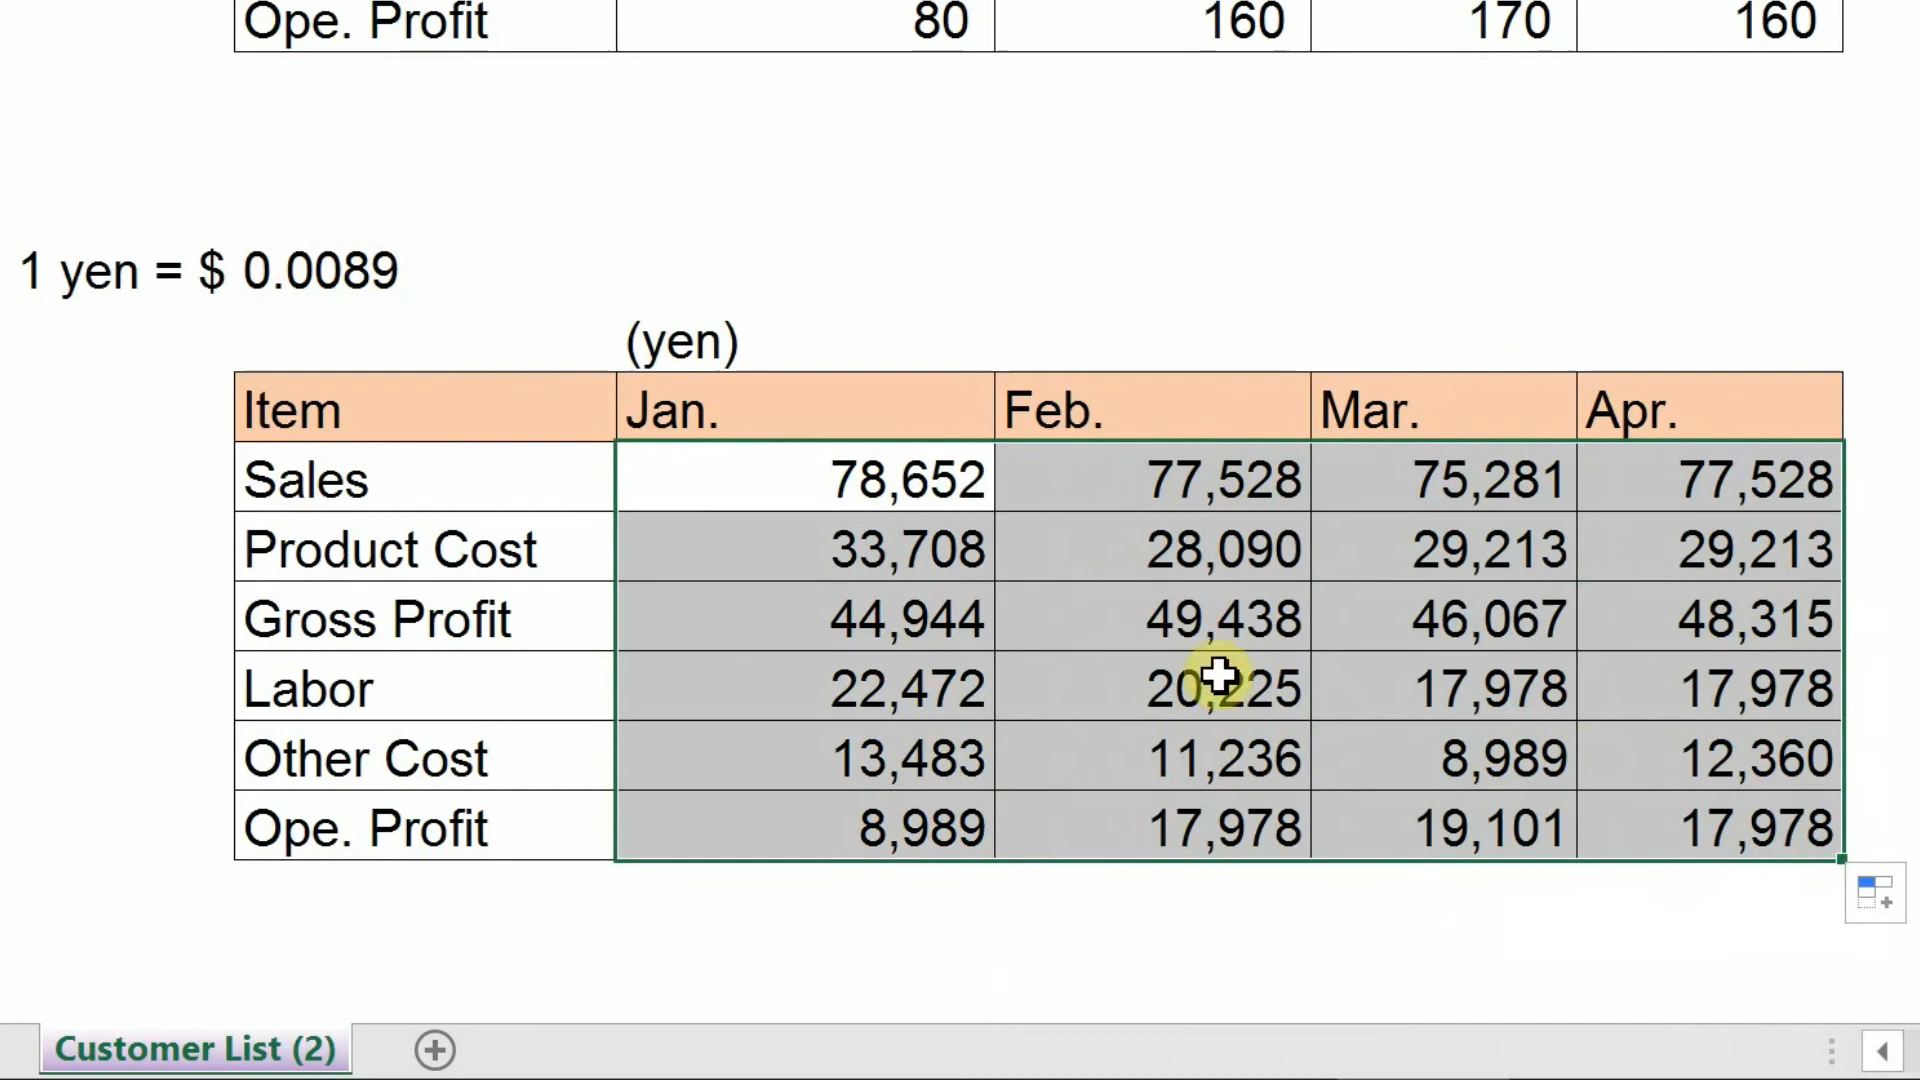 Ope. Profit 80 160 170 160
1 yen = $ 0.0089
(yen)
Item Jan. Feb. Mar. Apr.
Sales 78,652 77,528 75,281 77,528
Product Cost 33,708 28,090 29,213 29,213
Gross Profit 44,944 49,438 46,067 48,315
Labor 22,472 20,225 17,978 17,978
Other Cost 13,483 11,236 8,989 12,360
Ope. Profit 8,989 17,978 19,101 17,978
Customer List (2)